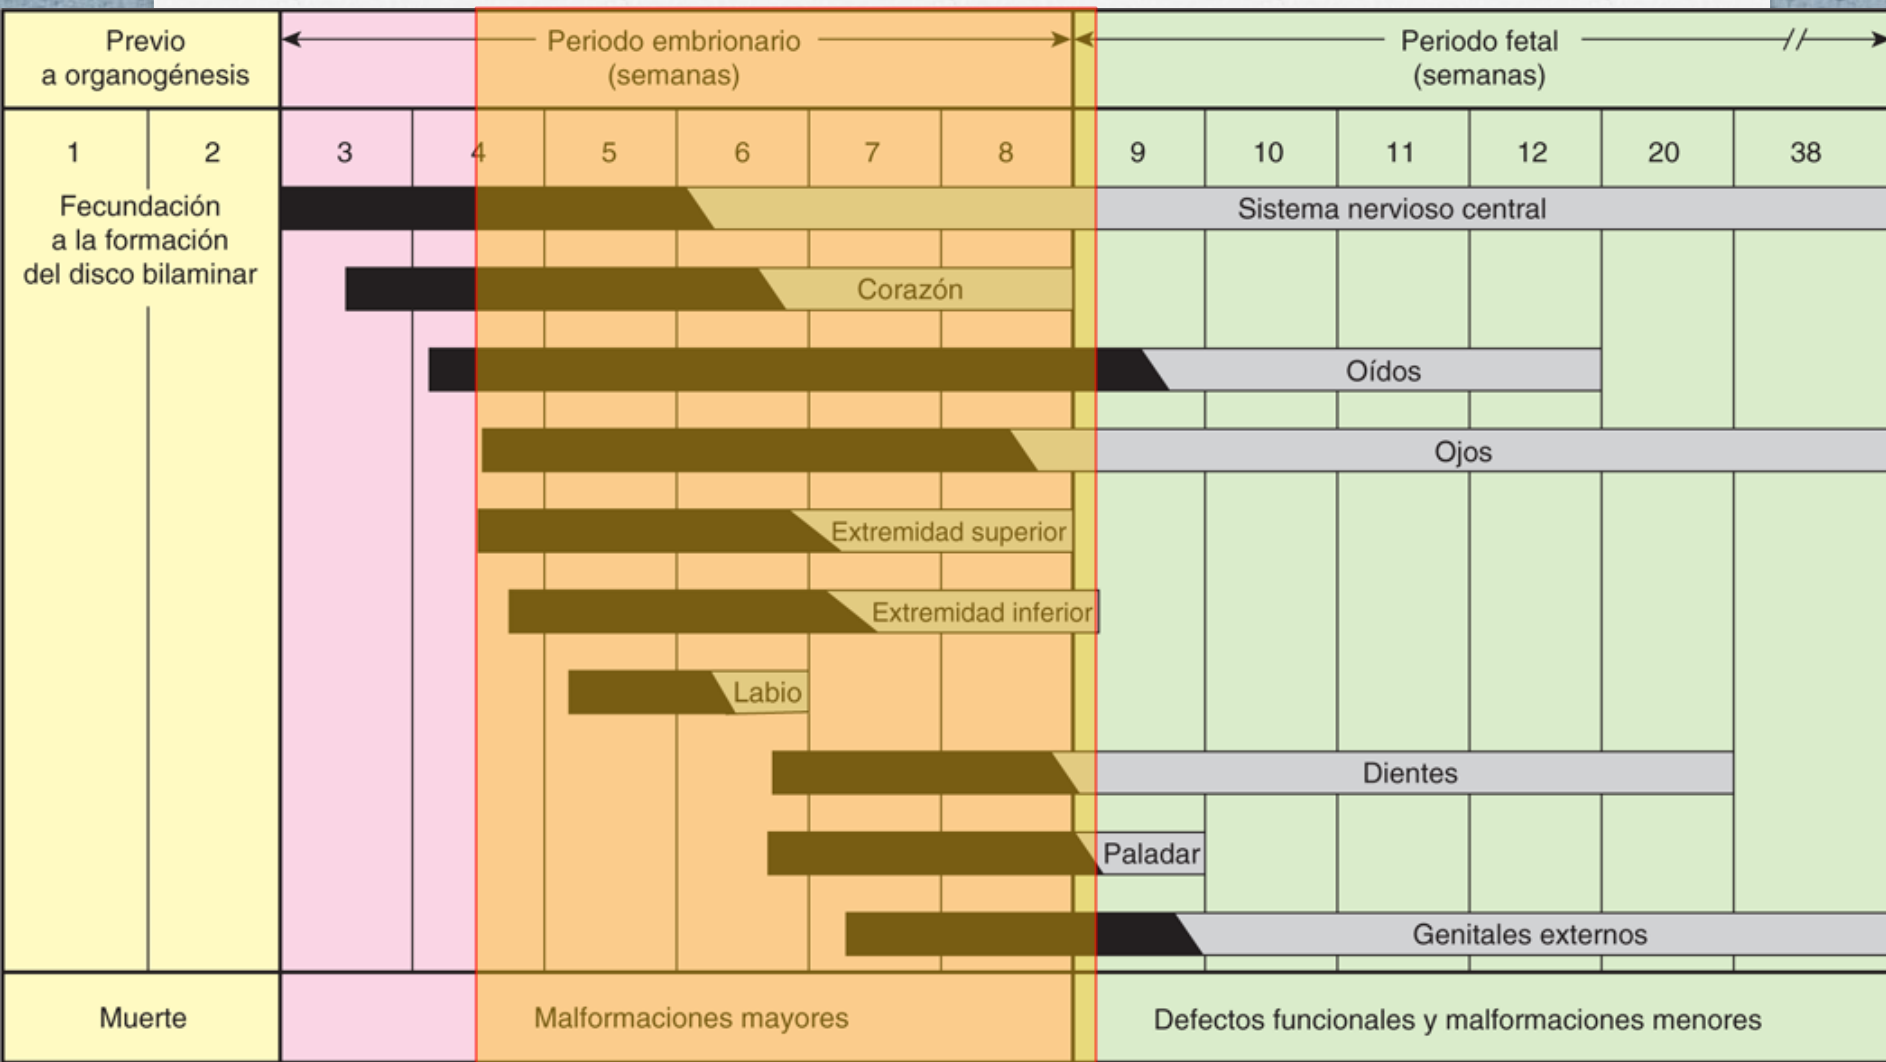 Previo
a organogénesis
Periodo embrionario
(semanas)
Periodo fetal
(semanas)
1 2 3 4 5 6 7 8 9 10 11 12 20 38
Fecundación
a la formación
del disco bilaminar
Sistema nervioso central
Corazón
Oídos
Ojos
Extremidad superior
Extremidad inferior
Labio
Dientes
Paladar
Genitales externos
Muerte
Malformaciones mayores
Defectos funcionales y malformaciones menores